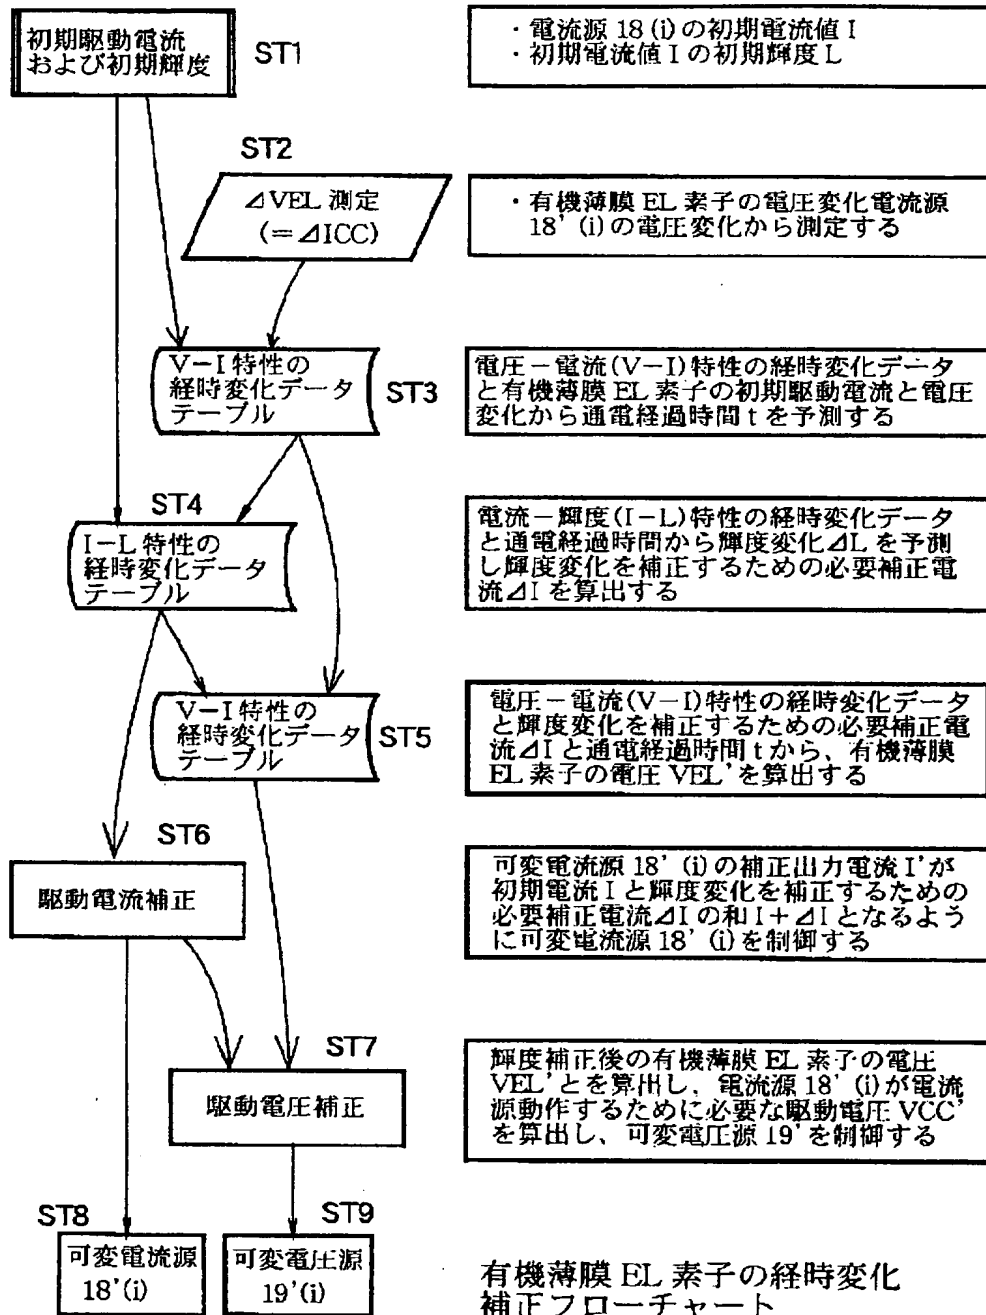 初期駆動電流
および初期輝度
ST1
・電流源 18 (i)の初期電流値 I
・初期電流値 I の初期輝度 L
ST2
⊿VEL 測定
(=⊿ICC)
・有機薄膜 EL 素子の電圧変化電流源
18' (i)の電圧変化から測定する
V-I 特性の
経時変化データ
テーブル
ST3
電圧-電流(V-I)特性の経時変化データ
と有機薄膜 EL 素子の初期駆動電流と電圧
変化から通電経過時間 t を予測する
ST4
I-L 特性の
経時変化データ
テーブル
電流-輝度(I-L)特性の経時変化データ
と通電経過時間から輝度変化⊿L を予測
し輝度変化を補正するための必要補正電
流⊿I を算出する
V-I 特性の
経時変化データ
テーブル
ST5
電圧-電流(V-I)特性の経時変化データ
と輝度変化を補正するための必要補正電
流⊿I と通電経過時間 t から、有機薄膜
EL 素子の電圧 VEL'を算出する
ST6
駆動電流補正
可変電流源 18' (i)の補正出力電流 I'が
初期電流 I と輝度変化を補正するための
必要補正電流⊿I の和 I+⊿I となるよう
に可変電流源 18' (i)を制御する
ST7
駆動電圧補正
輝度補正後の有機薄膜 EL 素子の電圧
VEL'とを算出し、電流源 18' (i)が電流
源動作するために必要な駆動電圧 VCC'
を算出し、可変電圧源 19'を制御する
ST8
可変電流源
18'(i)
ST9
可変電圧源
19'(i)
有機薄膜 EL 素子の経時変化
補正フローチャート